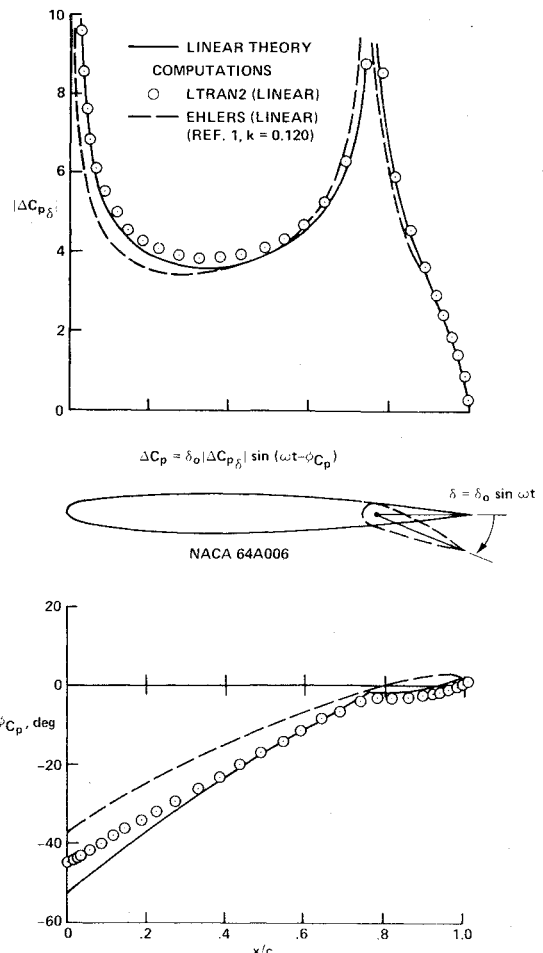 10
LINEAR THEORY
COMPUTATIONS
LTRAN2 (LINEAR)
EHLERS (LINEAR)
(REF. 1, k = 0.120)
8
6
|ΔCpδ|
4
2
0
ΔCp = δo|ΔCpδ| sin (ωt-ϕCp)
δ = δo sin ωt
NACA 64A006
20
0
ϕCp, deg
-20
-40
-60
0 .2 .4 .6 .8 1.0
x/c